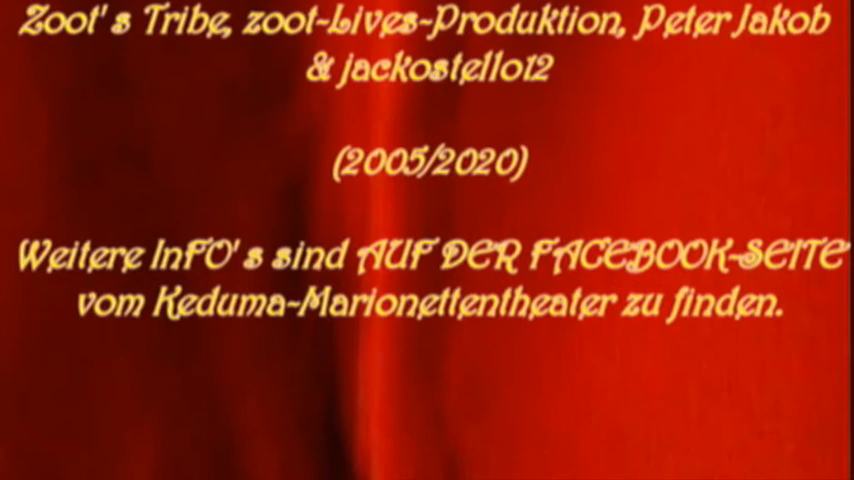 Zoot's Tribe, zoot-Lives-Produktion, Peter Jakob
& jackostello12
(2005/2020)
Weitere InFO's sind AUF DER FACEBOOK-SEITE
vom Keduma-Marionettentheater zu finden.